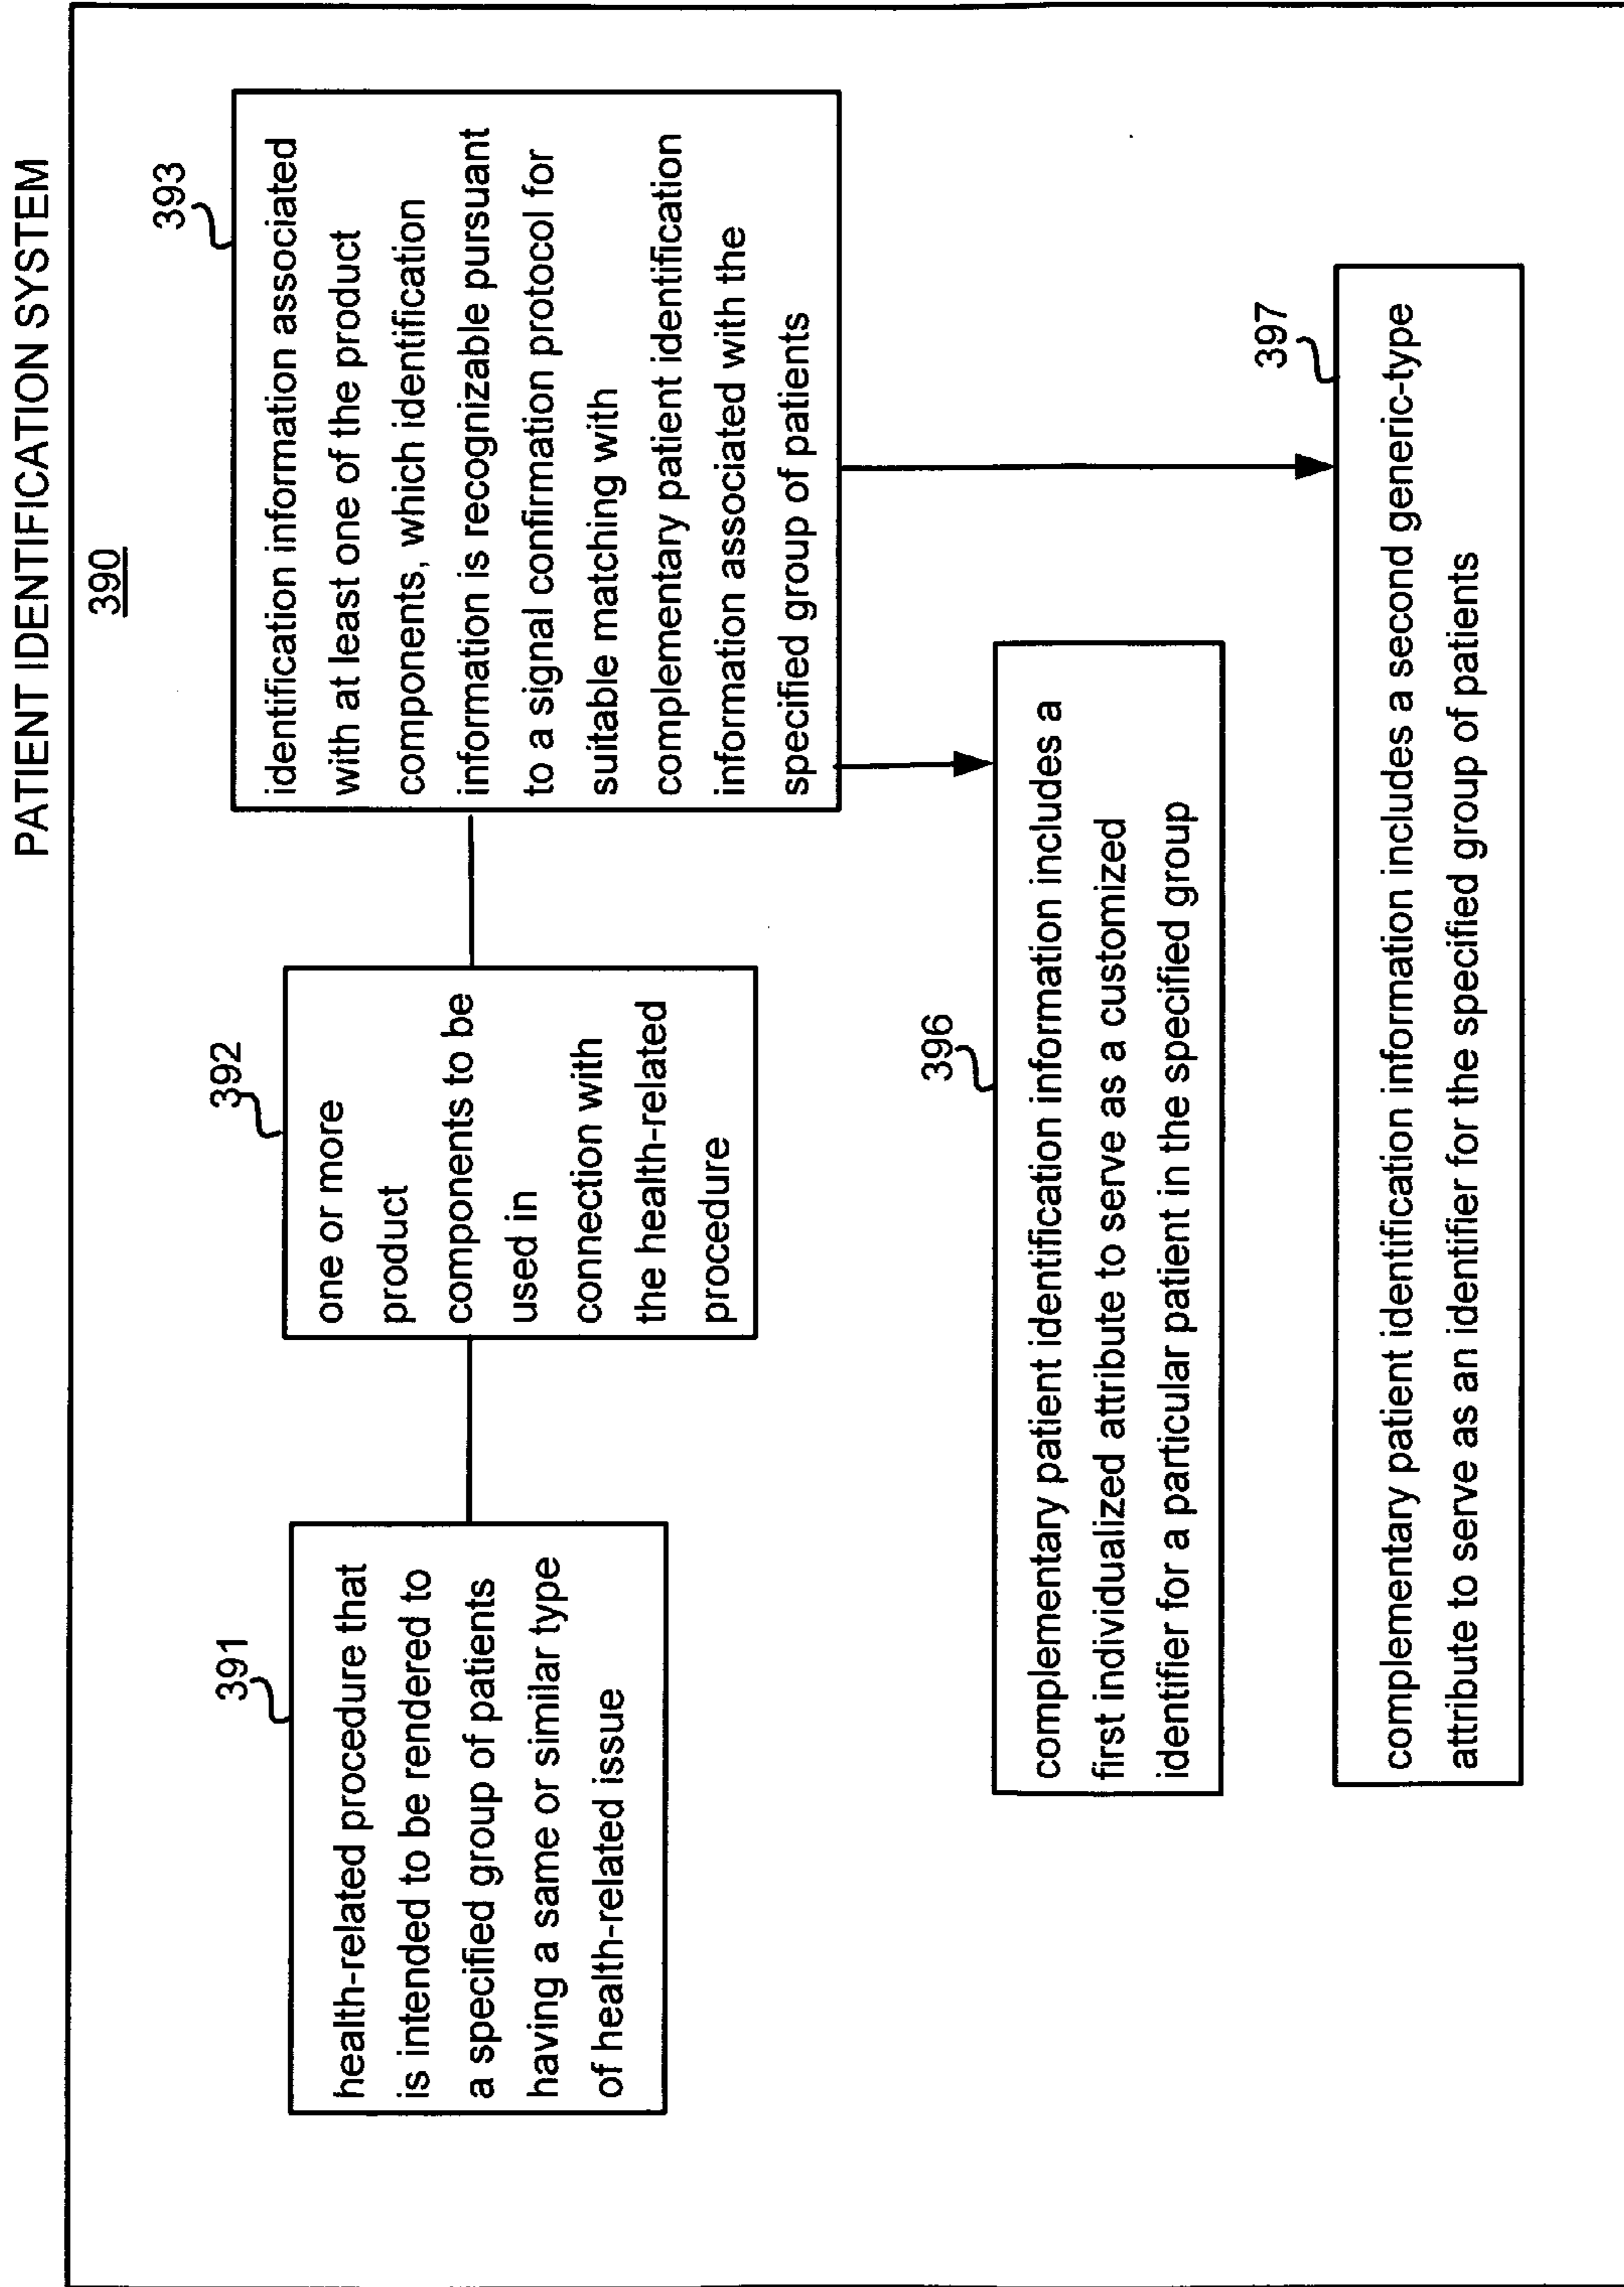 PATIENT IDENTIFICATION SYSTEM
390
391
health-related procedure that
is intended to be rendered to
a specified group of patients
having a same or similar type
of health-related issue
392
one or more
product
components to be
used in
connection with
the health-related
procedure
393
identification information associated
with at least one of the product
components, which identification
information is recognizable pursuant
to a signal confirmation protocol for
suitable matching with
complementary patient identification
information associated with the
specified group of patients
396
complementary patient identification information includes a
first individualized attribute to serve as a customized
identifier for a particular patient in the specified group
397
complementary patient identification information includes a second generic-type
attribute to serve as an identifier for the specified group of patients